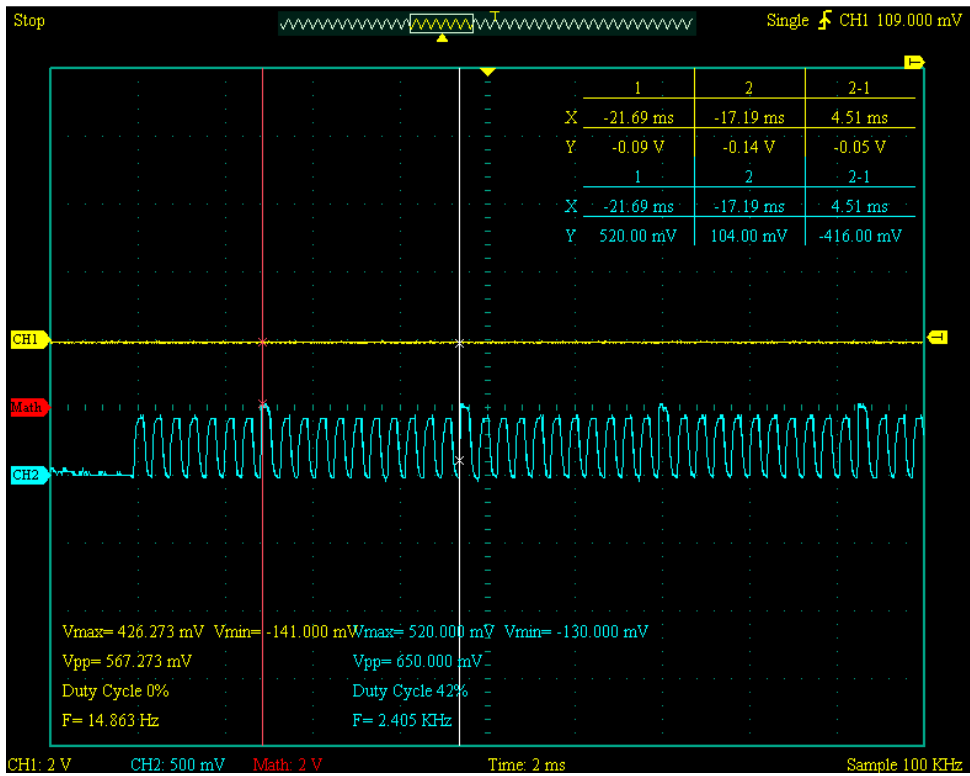 Stop T Single CH1 109.000 mV
T
1 2 2-1
X -21.69 ms -17.19 ms 4.51 ms
Y -0.09 V -0.14 V -0.05 V
1 2 2-1
X -21.69 ms -17.19 ms 4.51 ms
Y 520.00 mV 104.00 mV -416.00 mV
CH1 T
Math
CH2
Vmax= 426.273 mV Vmin= -141.000 mV Vmax= 520.000 mV Vmin= -130.000 mV
Vpp= 567.273 mV Vpp= 650.000 mV
Duty Cycle 0% Duty Cycle 42%
F= 14.863 Hz F= 2.405 KHz
CH1: 2 V CH2: 500 mV Math: 2 V Time: 2 ms Sample 100 KHz